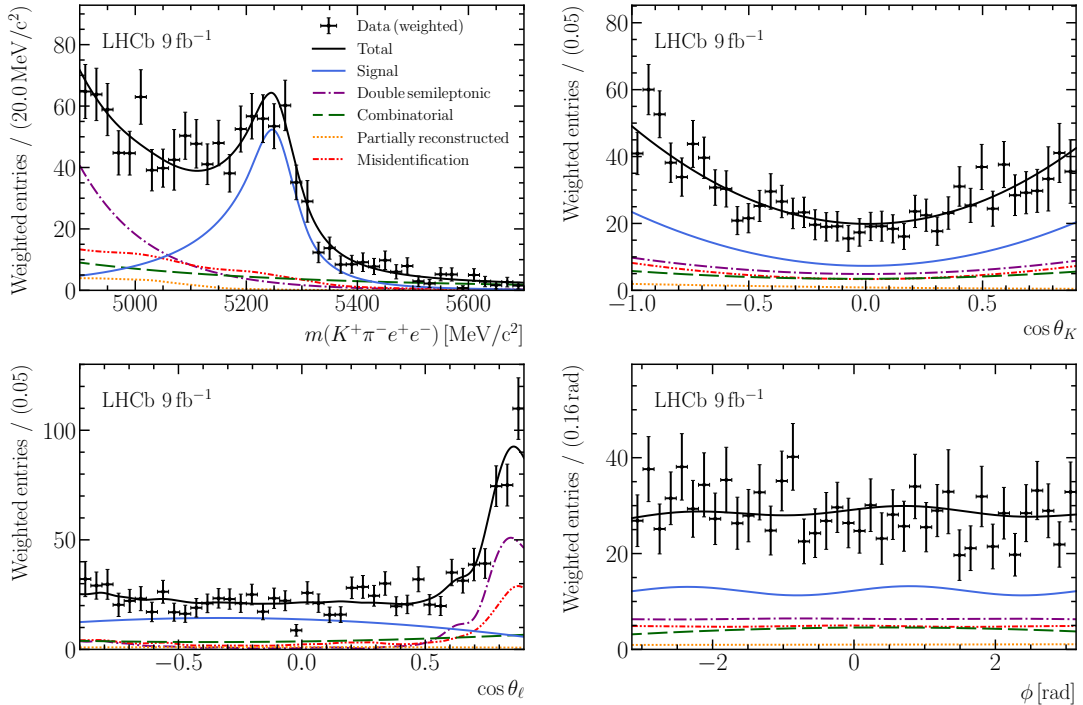 LHCb 9 fb⁻¹
Data (weighted)
Total
Signal
Double semileptonic
Combinatorial
Partially reconstructed
Misidentification
Weighted entries / (20.0 MeV/c²)
80
60
40
20
0
5000
5200
5400
5600
m(K⁺π⁻e⁺e⁻) [MeV/c²]
LHCb 9 fb⁻¹
Weighted entries / (0.05)
80
60
40
20
0
−1.0
−0.5
0.0
0.5
cos θ_K
LHCb 9 fb⁻¹
Weighted entries / (0.05)
100
50
0
−0.5
0.0
0.5
cos θ_ℓ
LHCb 9 fb⁻¹
Weighted entries / (0.16 rad)
40
20
0
−2
0
2
ϕ [rad]